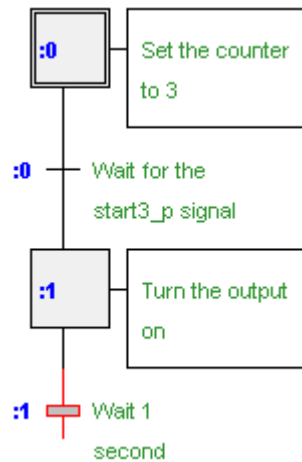 :0
Set the counter
to 3
:0
Wait for the
start3_p signal
:1
Turn the output
on
:1
Wait 1
second